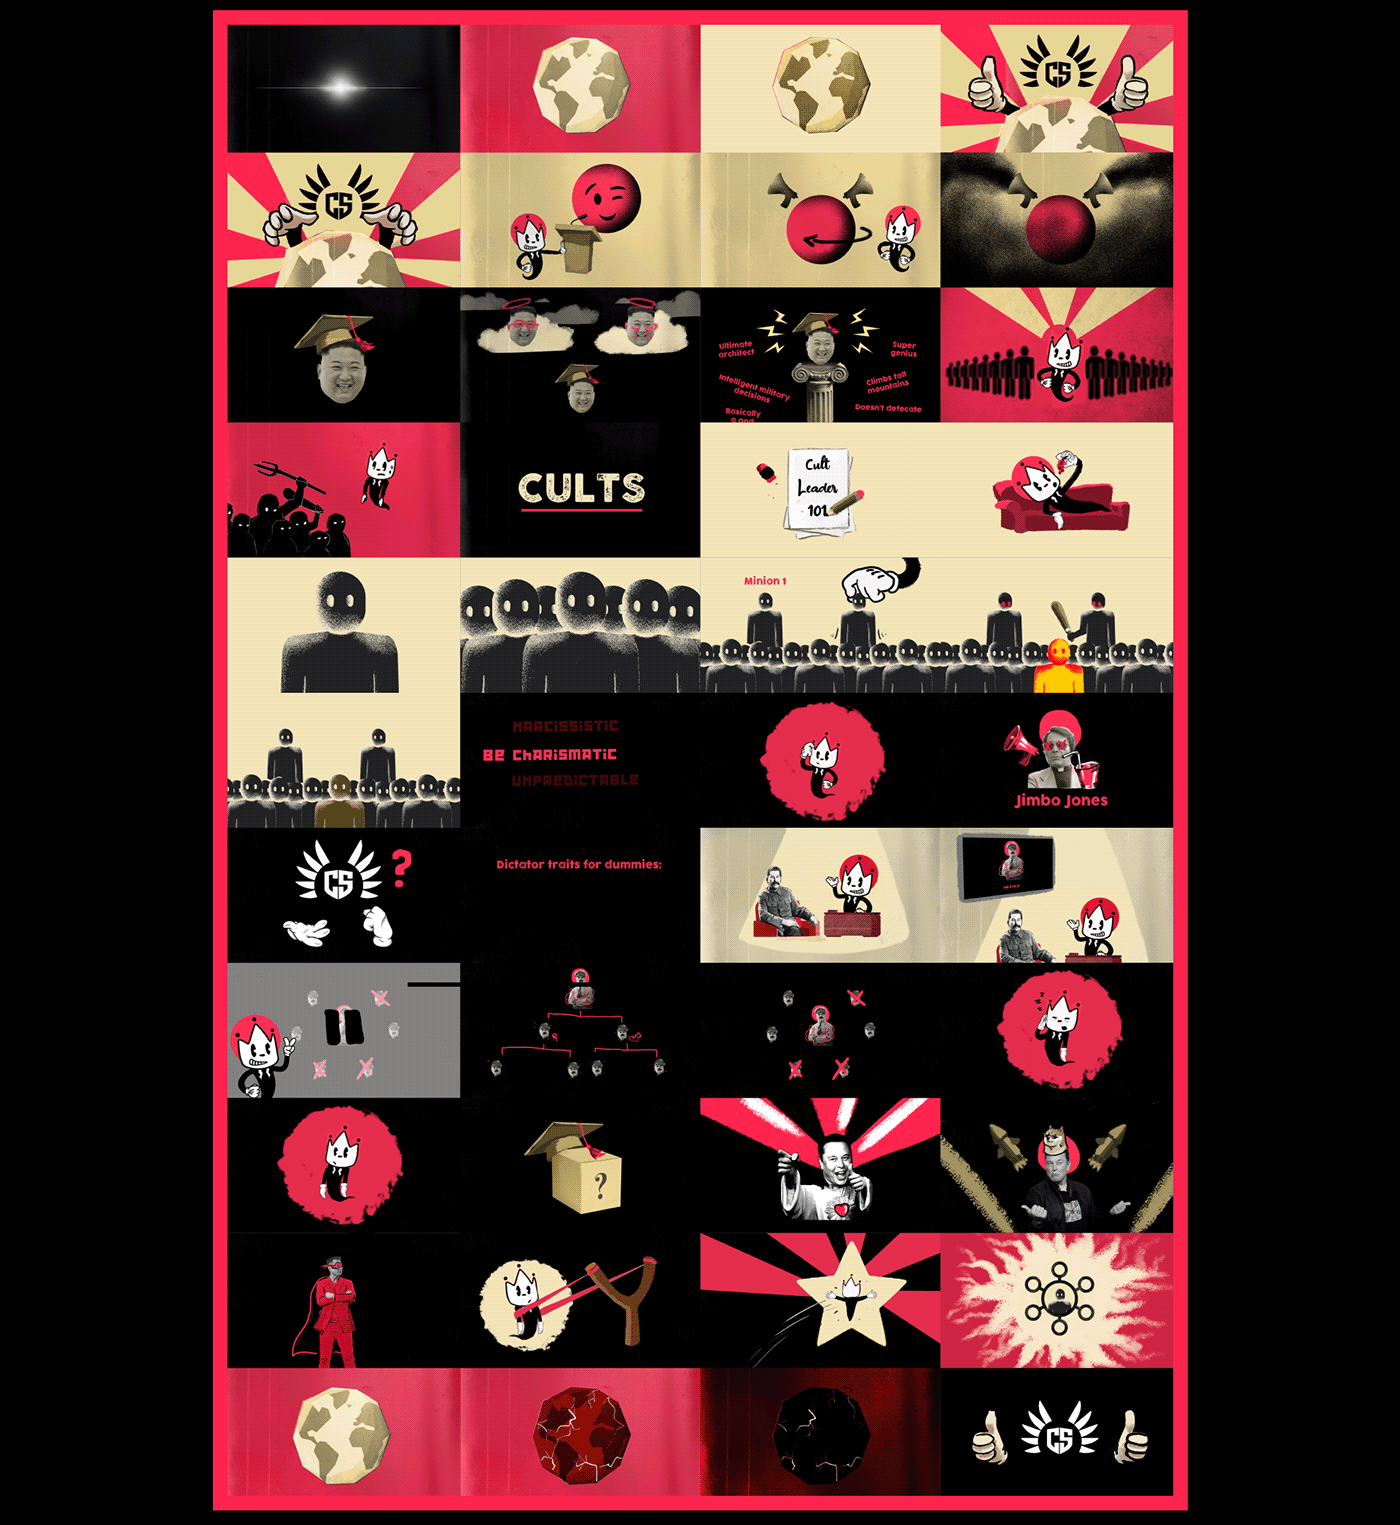 CS
CS
Ultimate
architect
Super
genius
Intelligent military
decisions
Climbs tall
mountains
Basically
a god
Doesn't defecate
CULTS
Cult
Leader
101
Minion 1
NARCISSISTIC
BE CHARISMATIC
UNPREDICTABLE
Jimbo Jones
CS ?
Dictator traits for dummies:
?
CS